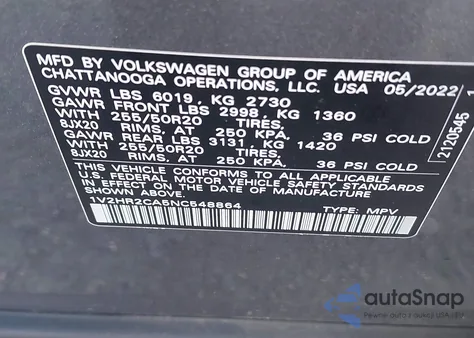 MFD BY VOLKSWAGEN GROUP OF AMERICA
CHATTANOOGA OPERATIONS, LLC. USA 05/2022
GVWR LBS 6019, KG 2730
GAWR FRONT LBS 2998, KG 1360
WITH 255/50R20 TIRES,
8JX20 RIMS, AT 250 KPA. 36 PSI COLD
GAWR REAR LBS 3131, KG 1420
WITH 255/50R20 TIRES,
8JX20 RIMS, AT 250 KPA. 36 PSI COLD
THIS VEHICLE CONFORMS TO ALL APPLICABLE
U.S. FEDERAL MOTOR VEHICLE SAFETY STANDARDS
IN EFFECT ON THE DATE OF MANUFACTURE
SHOWN ABOVE.
1V2HR2CA5NC548864 TYPE: MPV
2120545
autoSnap